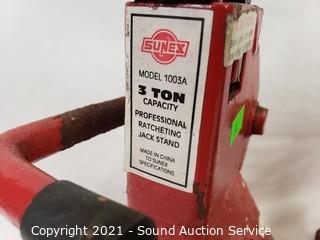 SUNEX
MODEL 1003A
3 TON
CAPACITY
PROFESSIONAL
RATCHETING
JACK STAND
MADE IN CHINA
TO SUNEX
SPECIFICATIONS
Copyright 2021 - Sound Auction Service